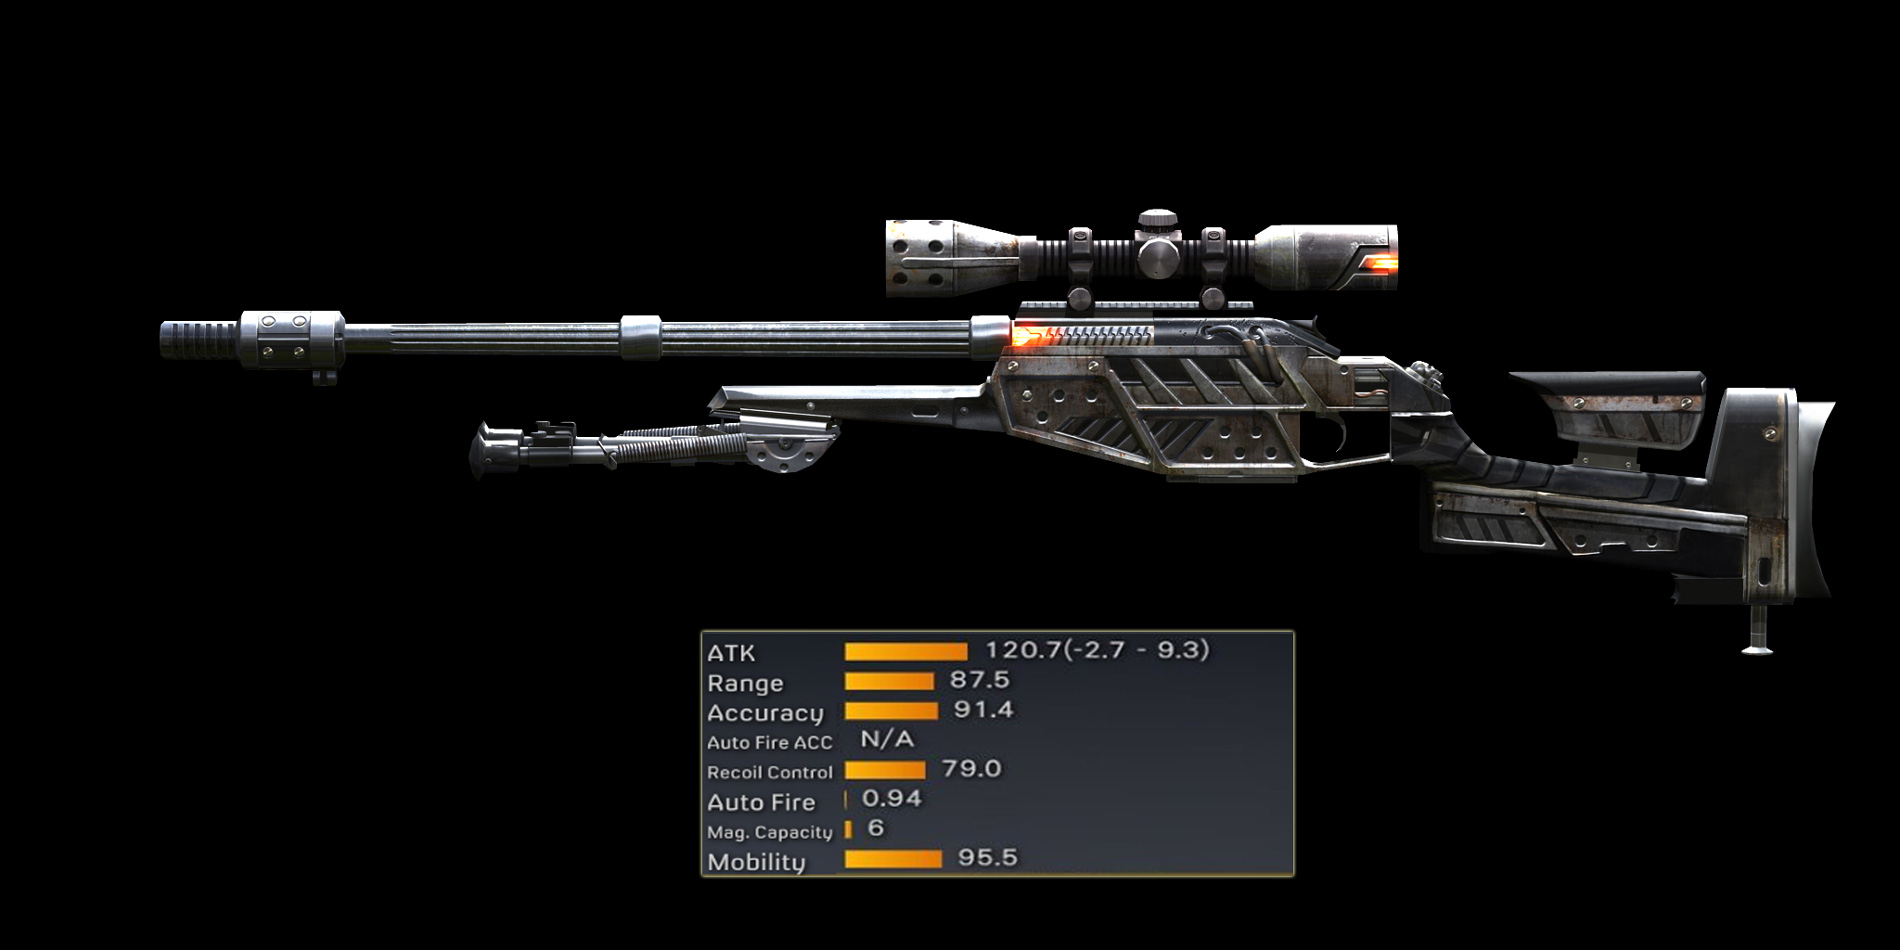 ATK 120.7(-2.7 - 9.3)
Range 87.5
Accuracy 91.4
Auto Fire ACC N/A
Recoil Control 79.0
Auto Fire 0.94
Mag. Capacity 6
Mobility 95.5